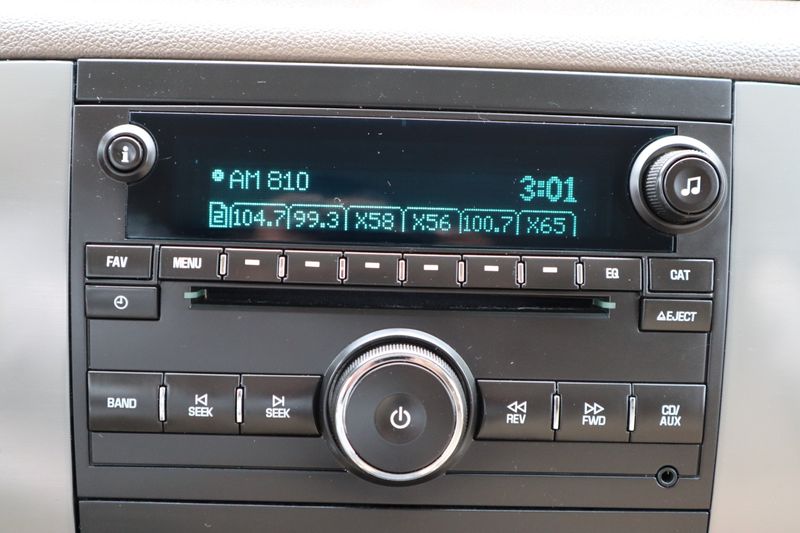 AM 810 3:01
2 104.7 99.3 X58 X56 100.7 X65
FAV MENU EQ CAT
EJECT
BAND SEEK SEEK REV FWD CD/
AUX